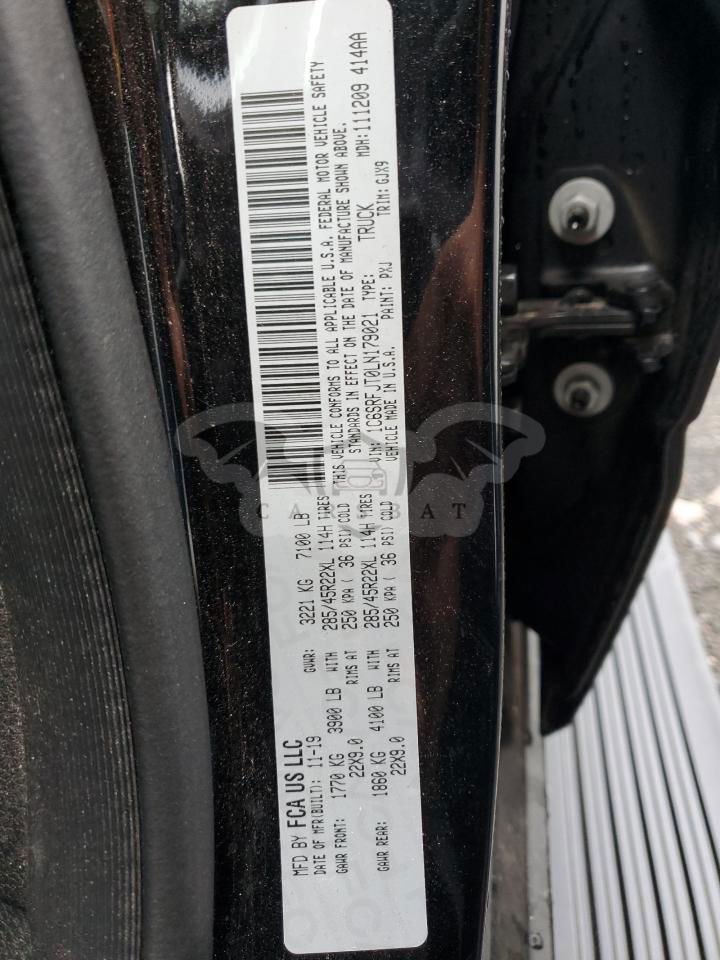 MFD BY FCA US LLC
DATE OF MFR(BUILT): 11-19 GVWR: 3221 KG 7100 LB
GAWR FRONT: 1770 KG 3900 LB WITH 285/45R22XL 114H TIRES
22X9.0 RIMS AT 250 KPA ( 36 PSI) COLD
GAWR REAR: 1860 KG 4100 LB WITH 285/45R22XL 114H TIRES
22X9.0 RIMS AT 250 KPA ( 36 PSI) COLD
THIS VEHICLE CONFORMS TO ALL APPLICABLE U.S.A. FEDERAL MOTOR VEHICLE SAFETY
STANDARDS IN EFFECT ON THE DATE OF MANUFACTURE SHOWN ABOVE.
VIN: 1C6SRFJT0LN179021 TYPE: TRUCK MDH:111209 414AA
VEHICLE MADE IN U.S.A. PAINT: PXJ TRIM: GJX9